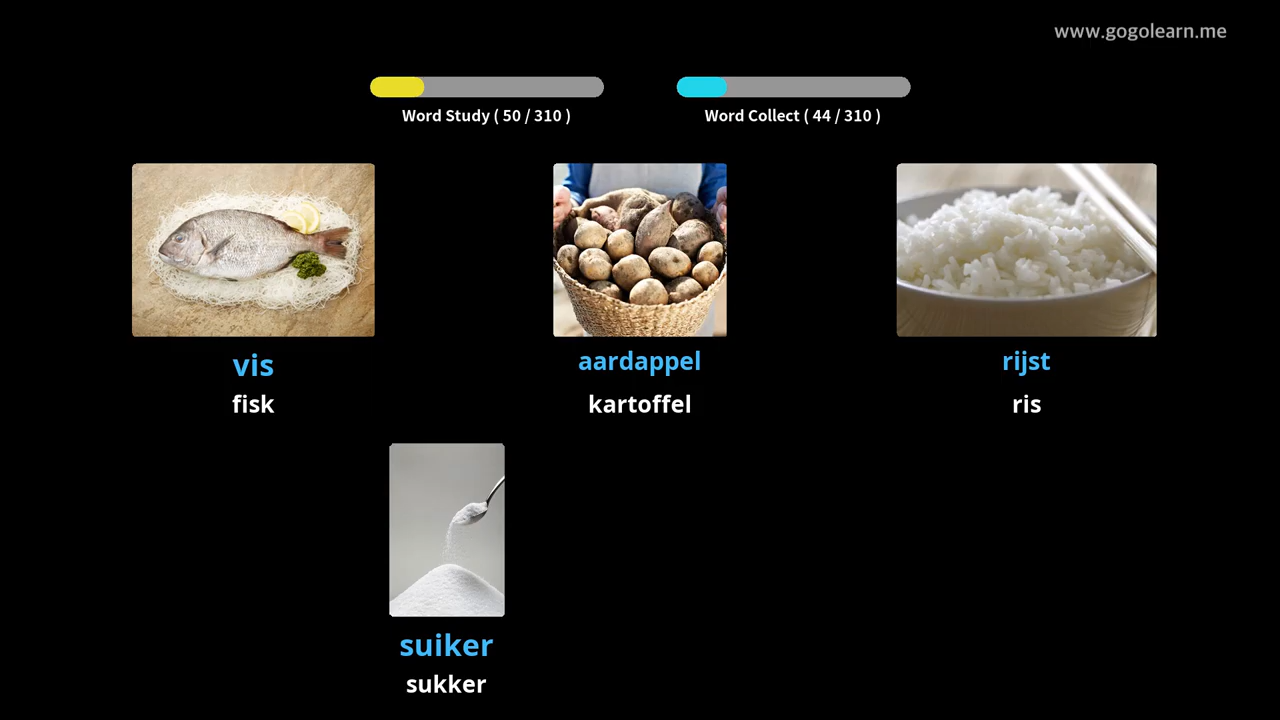 www.gogolearn.me
Word Study ( 50 / 310 )
Word Collect ( 44 / 310 )
vis
fisk
aardappel
kartoffel
rijst
ris
suiker
sukker